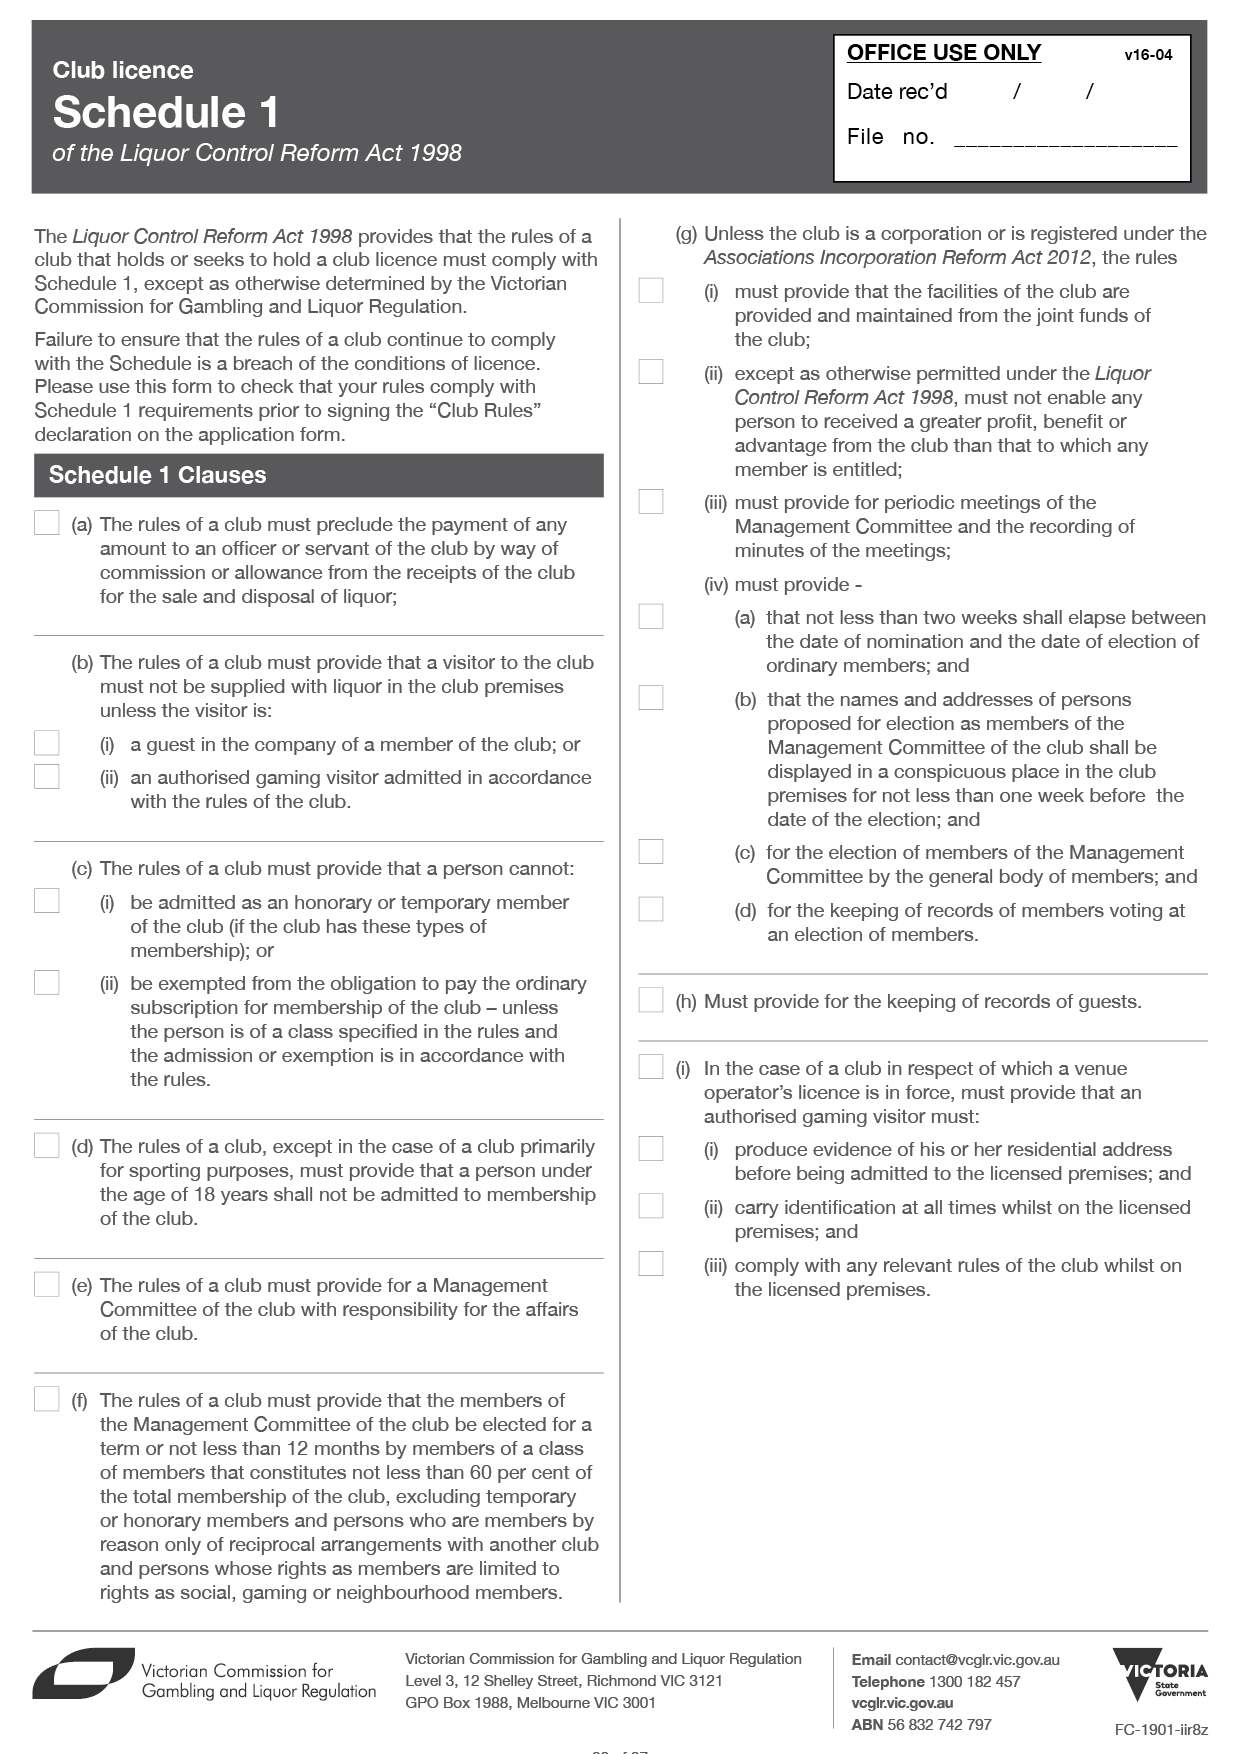 Club licence
Schedule 1
of the Liquor Control Reform Act 1998
OFFICE USE ONLY v16-04
Date rec’d / /
File no. ___________________
The Liquor Control Reform Act 1998 provides that the rules of a
club that holds or seeks to hold a club licence must comply with
Schedule 1, except as otherwise determined by the Victorian
Commission for Gambling and Liquor Regulation.
Failure to ensure that the rules of a club continue to comply
with the Schedule is a breach of the conditions of licence.
Please use this form to check that your rules comply with
Schedule 1 requirements prior to signing the “Club Rules”
declaration on the application form.
Schedule 1 Clauses
(a) The rules of a club must preclude the payment of any
amount to an officer or servant of the club by way of
commission or allowance from the receipts of the club
for the sale and disposal of liquor;
(b) The rules of a club must provide that a visitor to the club
must not be supplied with liquor in the club premises
unless the visitor is:
(i) a guest in the company of a member of the club; or
(ii) an authorised gaming visitor admitted in accordance
with the rules of the club.
(c) The rules of a club must provide that a person cannot:
(i) be admitted as an honorary or temporary member
of the club (if the club has these types of
membership); or
(ii) be exempted from the obligation to pay the ordinary
subscription for membership of the club – unless
the person is of a class specified in the rules and
the admission or exemption is in accordance with
the rules.
(d) The rules of a club, except in the case of a club primarily
for sporting purposes, must provide that a person under
the age of 18 years shall not be admitted to membership
of the club.
(e) The rules of a club must provide for a Management
Committee of the club with responsibility for the affairs
of the club.
(f) The rules of a club must provide that the members of
the Management Committee of the club be elected for a
term or not less than 12 months by members of a class
of members that constitutes not less than 60 per cent of
the total membership of the club, excluding temporary
or honorary members and persons who are members by
reason only of reciprocal arrangements with another club
and persons whose rights as members are limited to
rights as social, gaming or neighbourhood members.
(g) Unless the club is a corporation or is registered under the
Associations Incorporation Reform Act 2012, the rules
(i) must provide that the facilities of the club are
provided and maintained from the joint funds of
the club;
(ii) except as otherwise permitted under the Liquor
Control Reform Act 1998, must not enable any
person to received a greater profit, benefit or
advantage from the club than that to which any
member is entitled;
(iii) must provide for periodic meetings of the
Management Committee and the recording of
minutes of the meetings;
(iv) must provide -
(a) that not less than two weeks shall elapse between
the date of nomination and the date of election of
ordinary members; and
(b) that the names and addresses of persons
proposed for election as members of the
Management Committee of the club shall be
displayed in a conspicuous place in the club
premises for not less than one week before the
date of the election; and
(c) for the election of members of the Management
Committee by the general body of members; and
(d) for the keeping of records of members voting at
an election of members.
(h) Must provide for the keeping of records of guests.
(i) In the case of a club in respect of which a venue
operator’s licence is in force, must provide that an
authorised gaming visitor must:
(i) produce evidence of his or her residential address
before being admitted to the licensed premises; and
(ii) carry identification at all times whilst on the licensed
premises; and
(iii) comply with any relevant rules of the club whilst on
the licensed premises.
Victorian Commission for
Gambling and Liquor Regulation
Victorian Commission for Gambling and Liquor Regulation
Level 3, 12 Shelley Street, Richmond VIC 3121
GPO Box 1988, Melbourne VIC 3001
Email contact@vcglr.vic.gov.au
Telephone 1300 182 457
vcglr.vic.gov.au
ABN 56 832 742 797
VICTORIA
State
Government
FC-1901-iir8z